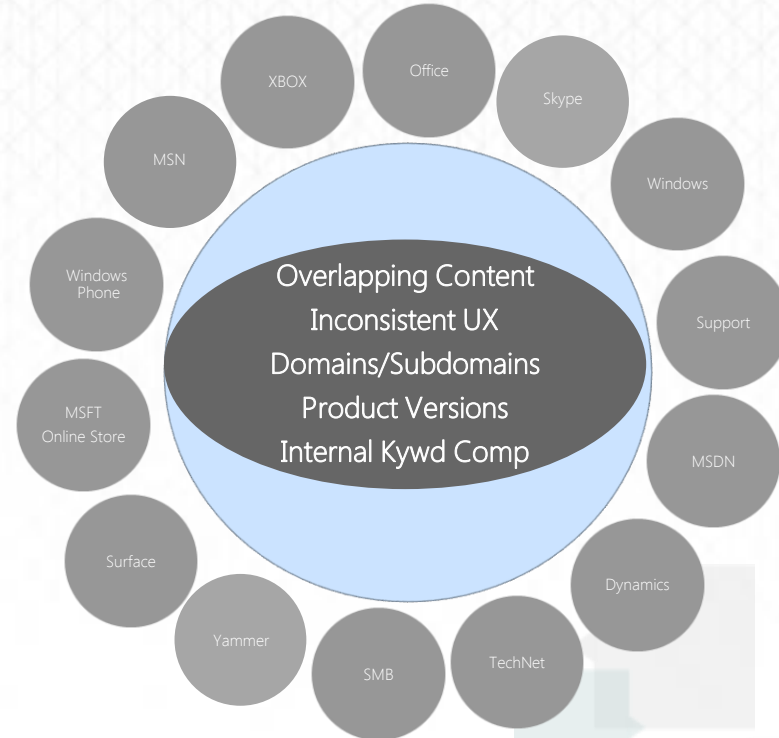 Office
XBOX
Skype
MSN
Windows
Windows
Phone
Overlapping Content
Inconsistent UX
Domains/Subdomains
Product Versions
Internal Kywd Comp
Support
MSFT
Online Store
MSDN
Surface
Dynamics
Yammer
TechNet
SMB